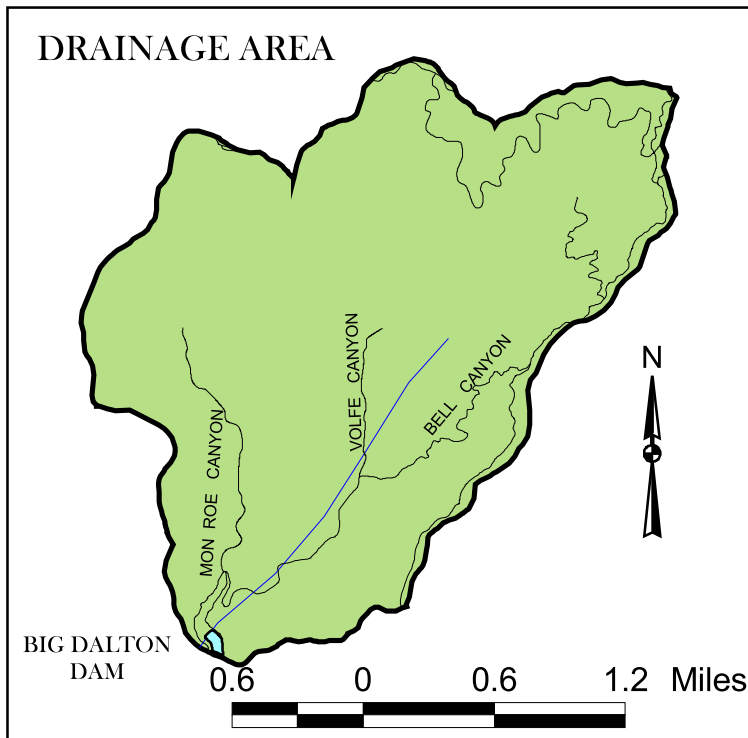 DRAINAGE AREA
MON ROE CANYON
VOLFE CANYON
BELL CANYON
N
BIG DALTON
DAM
0.6 0 0.6 1.2 Miles